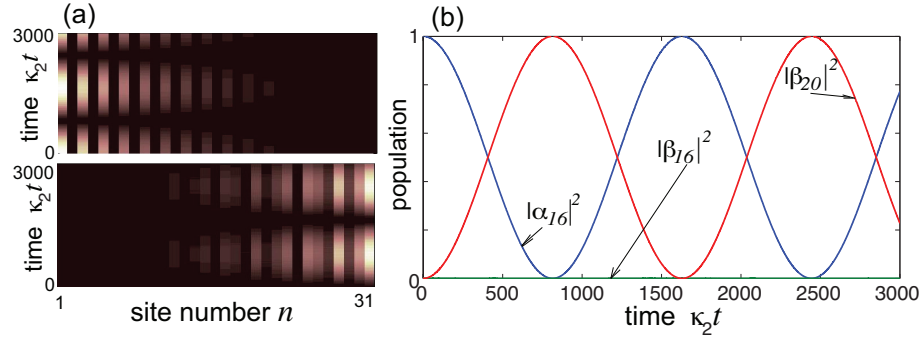 (a)
3000
time κ₂t
0
3000
time κ₂t
0
1
31
site number n
(b)
1
population
0
|α₁₆|²
|β₁₆|²
|β₂₀|²
0
500
1000
1500
2000
2500
3000
time κ₂t